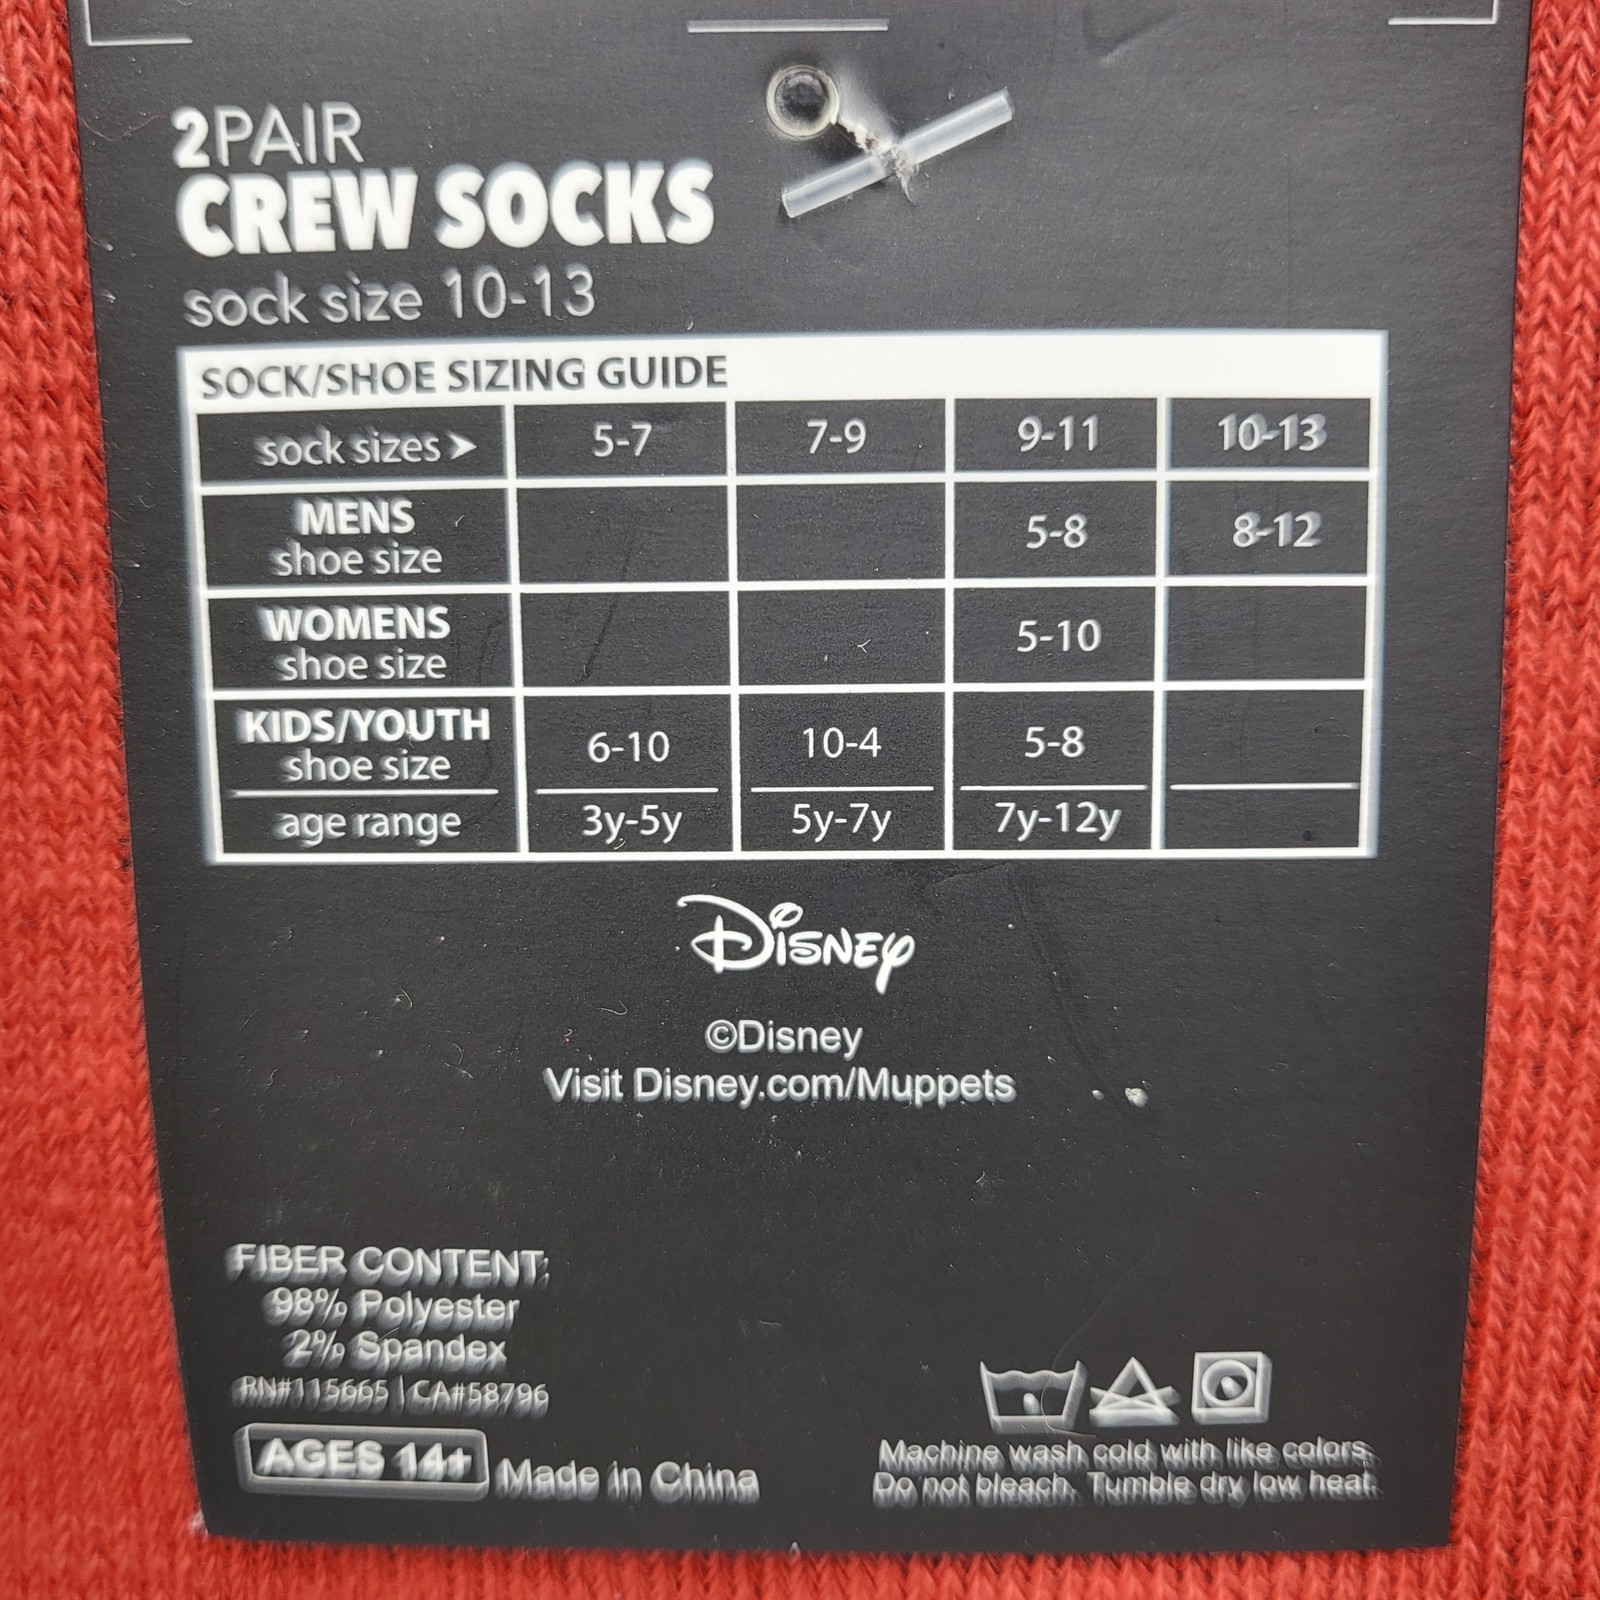 2PAIR
CREW SOCKS
sock size 10-13
SOCK/SHOE SIZING GUIDE
sock sizes ➤ 5-7 7-9 9-11 10-13
MENS
shoe size 5-8 8-12
WOMENS
shoe size 5-10
KIDS/YOUTH
shoe size 6-10 10-4 5-8
age range 3y-5y 5y-7y 7y-12y
Disney
©Disney
Visit Disney.com/Muppets
FIBER CONTENT:
98% Polyester
2% Spandex
RN#115665 | CA#58796
AGES 14+ Made in China
Machine wash cold with like colors.
Do not bleach. Tumble dry low heat.